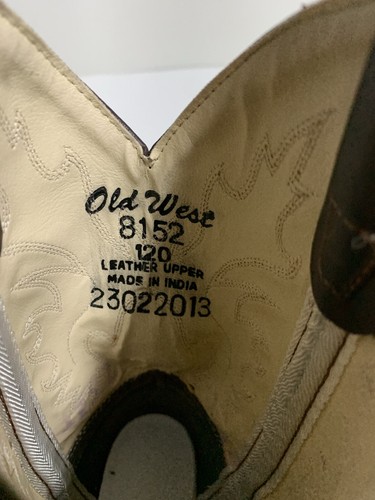 Old West
8152
120
LEATHER UPPER
MADE IN INDIA
23022013